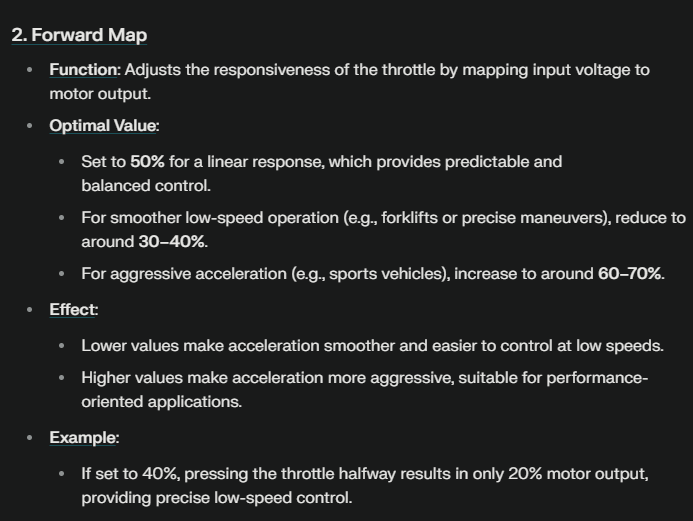 2. Forward Map
• Function: Adjusts the responsiveness of the throttle by mapping input voltage to
motor output.
• Optimal Value:
• Set to 50% for a linear response, which provides predictable and
balanced control.
• For smoother low-speed operation (e.g., forklifts or precise maneuvers), reduce to
around 30–40%.
• For aggressive acceleration (e.g., sports vehicles), increase to around 60–70%.
• Effect:
• Lower values make acceleration smoother and easier to control at low speeds.
• Higher values make acceleration more aggressive, suitable for performance-
oriented applications.
• Example:
• If set to 40%, pressing the throttle halfway results in only 20% motor output,
providing precise low-speed control.